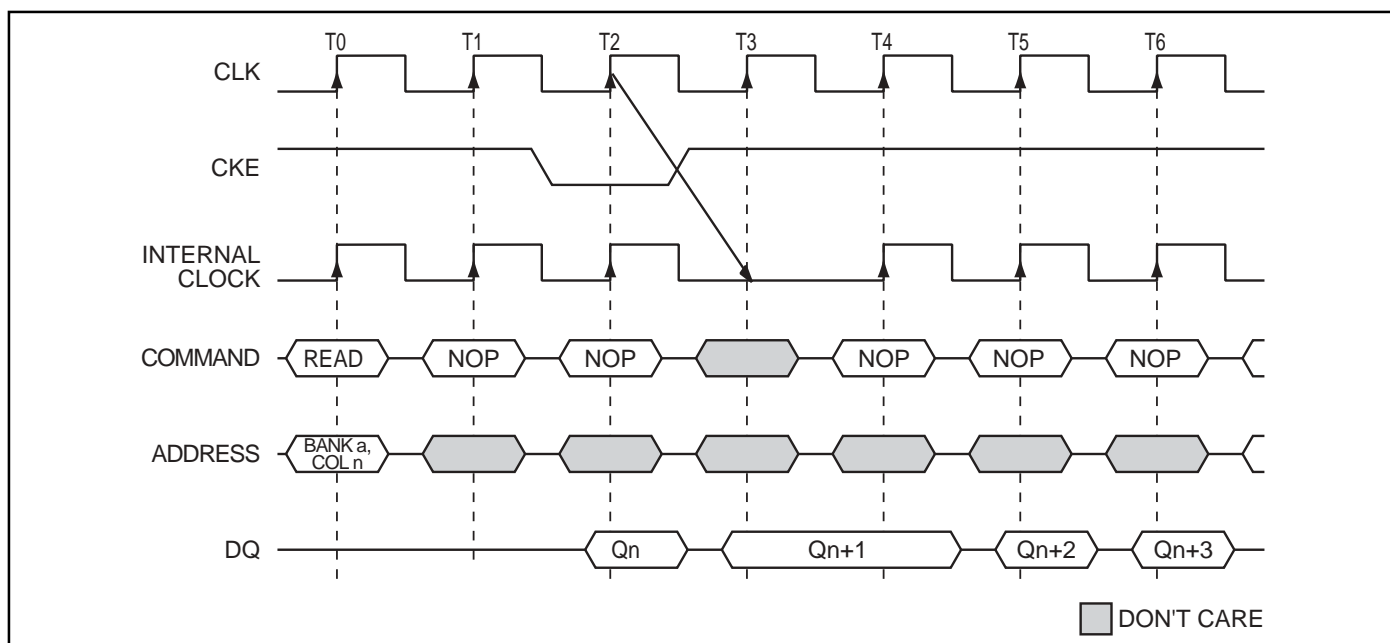 T0 T1 T2 T3 T4 T5 T6
CLK
CKE
INTERNAL
CLOCK
COMMAND READ NOP NOP NOP NOP NOP
ADDRESS BANK a,
COL n
DQ Qn Qn+1 Qn+2 Qn+3
DON'T CARE